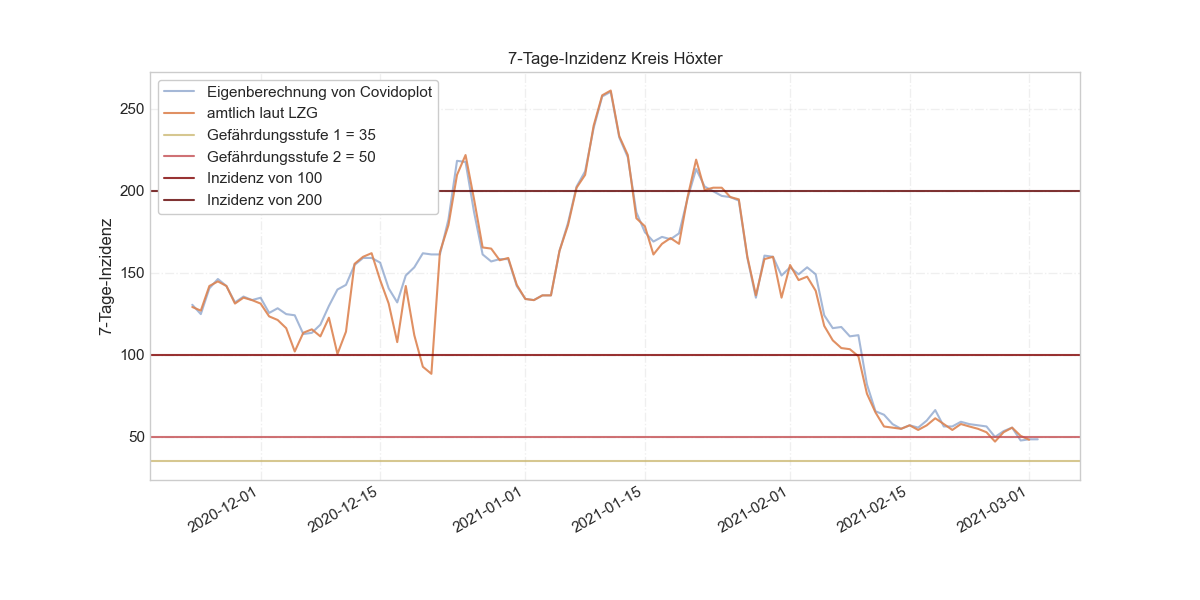 7-Tage-Inzidenz Kreis Höxter
Eigenberechnung von Covidoplot
amtlich laut LZG
Gefährdungsstufe 1 = 35
Gefährdungsstufe 2 = 50
Inzidenz von 100
Inzidenz von 200
7-Tage-Inzidenz
250
200
150
100
50
2020-12-01
2020-12-15
2021-01-01
2021-01-15
2021-02-01
2021-02-15
2021-03-01